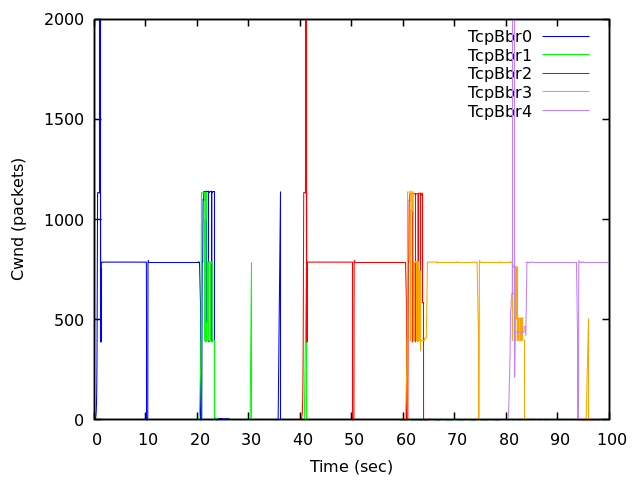 2000
1500
1000
500
0
Cwnd (packets)
TcpBbr0
TcpBbr1
TcpBbr2
TcpBbr3
TcpBbr4
0 10 20 30 40 50 60 70 80 90 100
Time (sec)